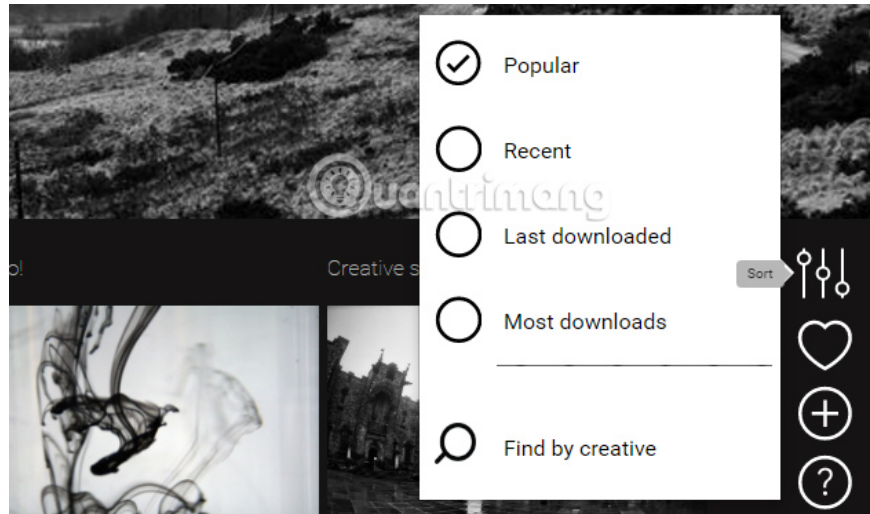 Popular
Recent
Quantrimang
Last downloaded
o!
Creative s
Sort
Most downloads
Find by creative
?